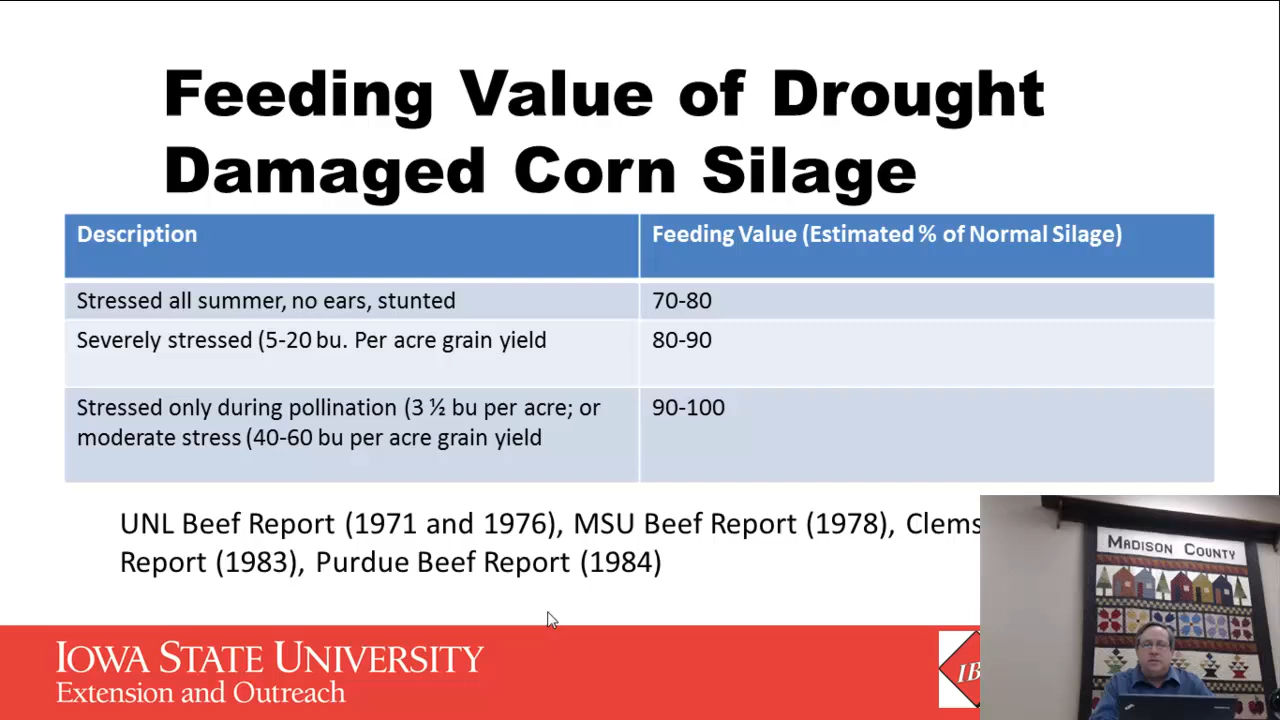 Feeding Value of Drought
Damaged Corn Silage
Description
Feeding Value (Estimated % of Normal Silage)
Stressed all summer, no ears, stunted
70-80
Severely stressed (5-20 bu. Per acre grain yield
80-90
Stressed only during pollination (3 ½ bu per acre; or
moderate stress (40-60 bu per acre grain yield
90-100
UNL Beef Report (1971 and 1976), MSU Beef Report (1978), Clems
Report (1983), Purdue Beef Report (1984)
MADISON COUNTY
IOWA STATE UNIVERSITY
Extension and Outreach
IB